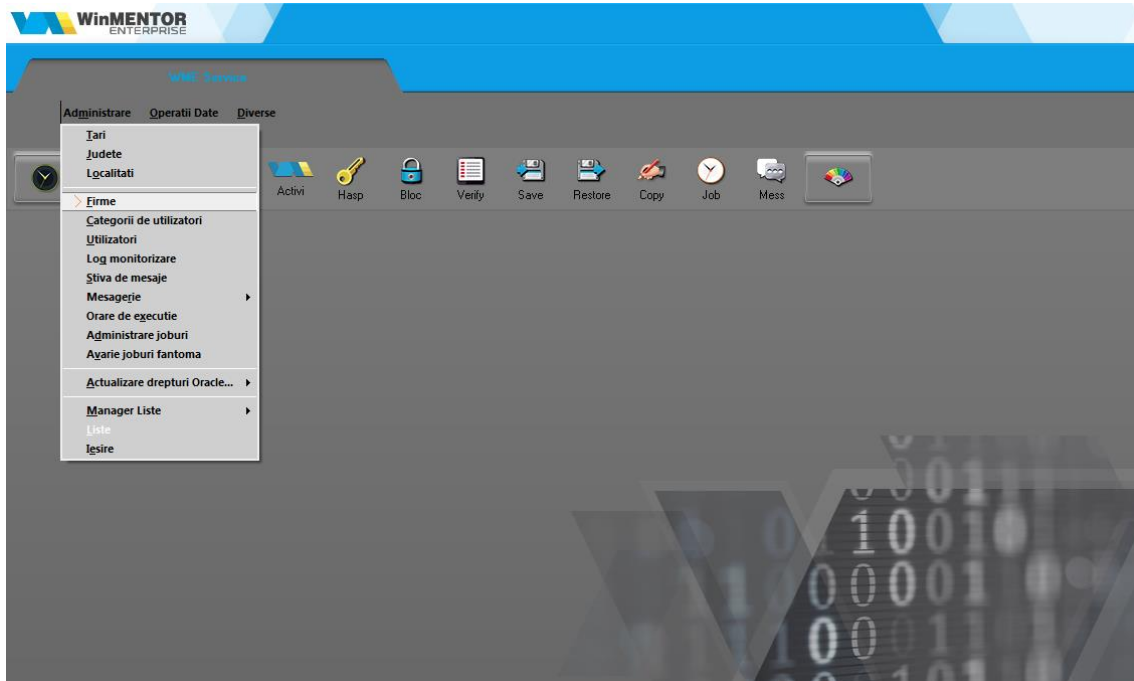 WinMENTOR
ENTERPRISE
WME Service
Administrare Operatii Date Diverse
Tari
Judete
Localitati
Firme
Categorii de utilizatori
Utilizatori
Log monitorizare
Stiva de mesaje
Mesagerie
Orare de executie
Administrare joburi
Avarie joburi fantoma
Actualizare drepturi Oracle...
Manager Liste
Liste
Iesire
Activi Hasp Bloc Verify Save Restore Copy Job Mess